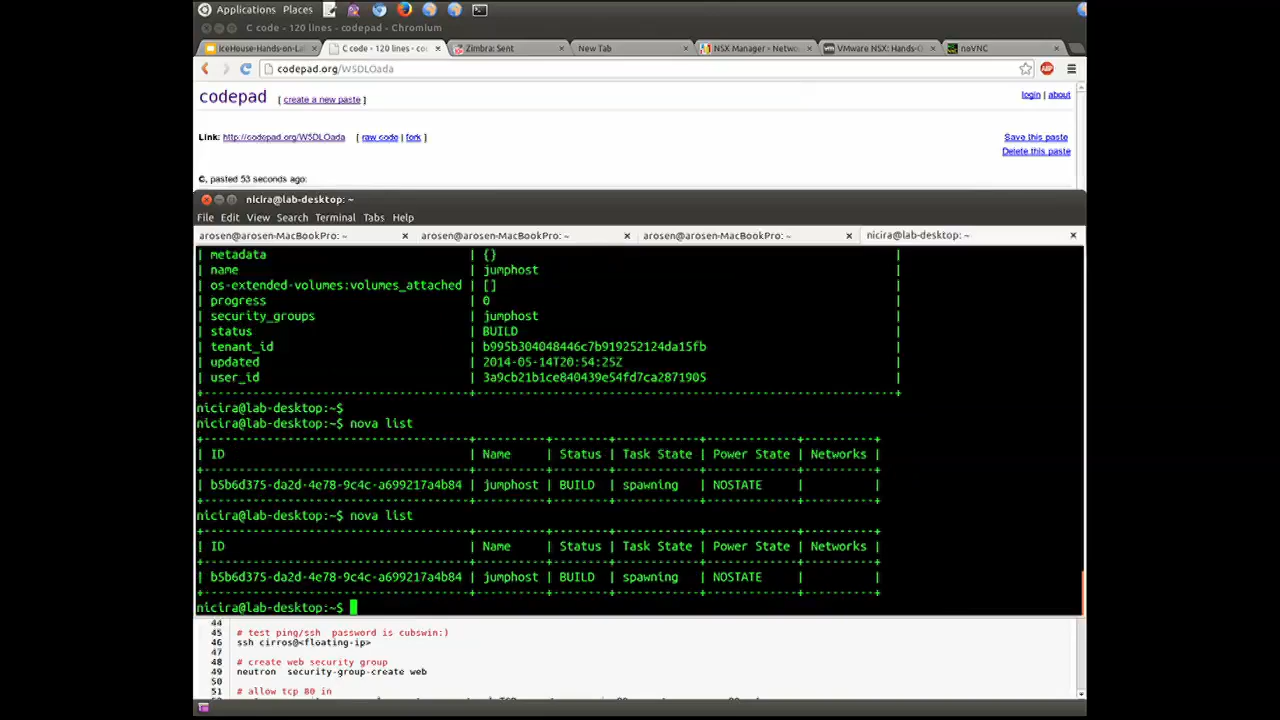 Applications Places
C code - 120 lines - codepad - Chromium
IceHouse-Hands-on-La × C code - 120 lines - co × Zimbra: Sent × New Tab × NSX Manager - Netwo × VMware NSX: Hands-O × noVNC ×
codepad.org/W5DLOada
codepad [ create a new paste ] login | about
Link: http://codepad.org/W5DLOada [ raw code | fork ] Save this paste
Delete this paste
C, pasted 53 seconds ago:
nicira@lab-desktop: ~
File Edit View Search Terminal Tabs Help
arosen@arosen-MacBookPro: ~ × arosen@arosen-MacBookPro: ~ × arosen@arosen-MacBookPro: ~ × nicira@lab-desktop: ~ ×
| metadata | {} |
| name | jumphost |
| os-extended-volumes:volumes_attached | [] |
| progress | 0 |
| security_groups | jumphost |
| status | BUILD |
| tenant_id | b995b304048446c7b919252124da15fb |
| updated | 2014-05-14T20:54:25Z |
| user_id | 3a9cb21b1ce840439e54fd7ca2871905 |
nicira@lab-desktop:~$
nicira@lab-desktop:~$ nova list
| ID | Name | Status | Task State | Power State | Networks |
| b5b6d375-da2d-4e78-9c4c-a699217a4b84 | jumphost | BUILD | spawning | NOSTATE | |
nicira@lab-desktop:~$ nova list
| ID | Name | Status | Task State | Power State | Networks |
| b5b6d375-da2d-4e78-9c4c-a699217a4b84 | jumphost | BUILD | spawning | NOSTATE | |
nicira@lab-desktop:~$
44
45 # test ping/ssh password is cubswin:)
46 ssh cirros@<floating-ip>
47
48 # create web security group
49 neutron security-group-create web
50
51 # allow tcp 80 in